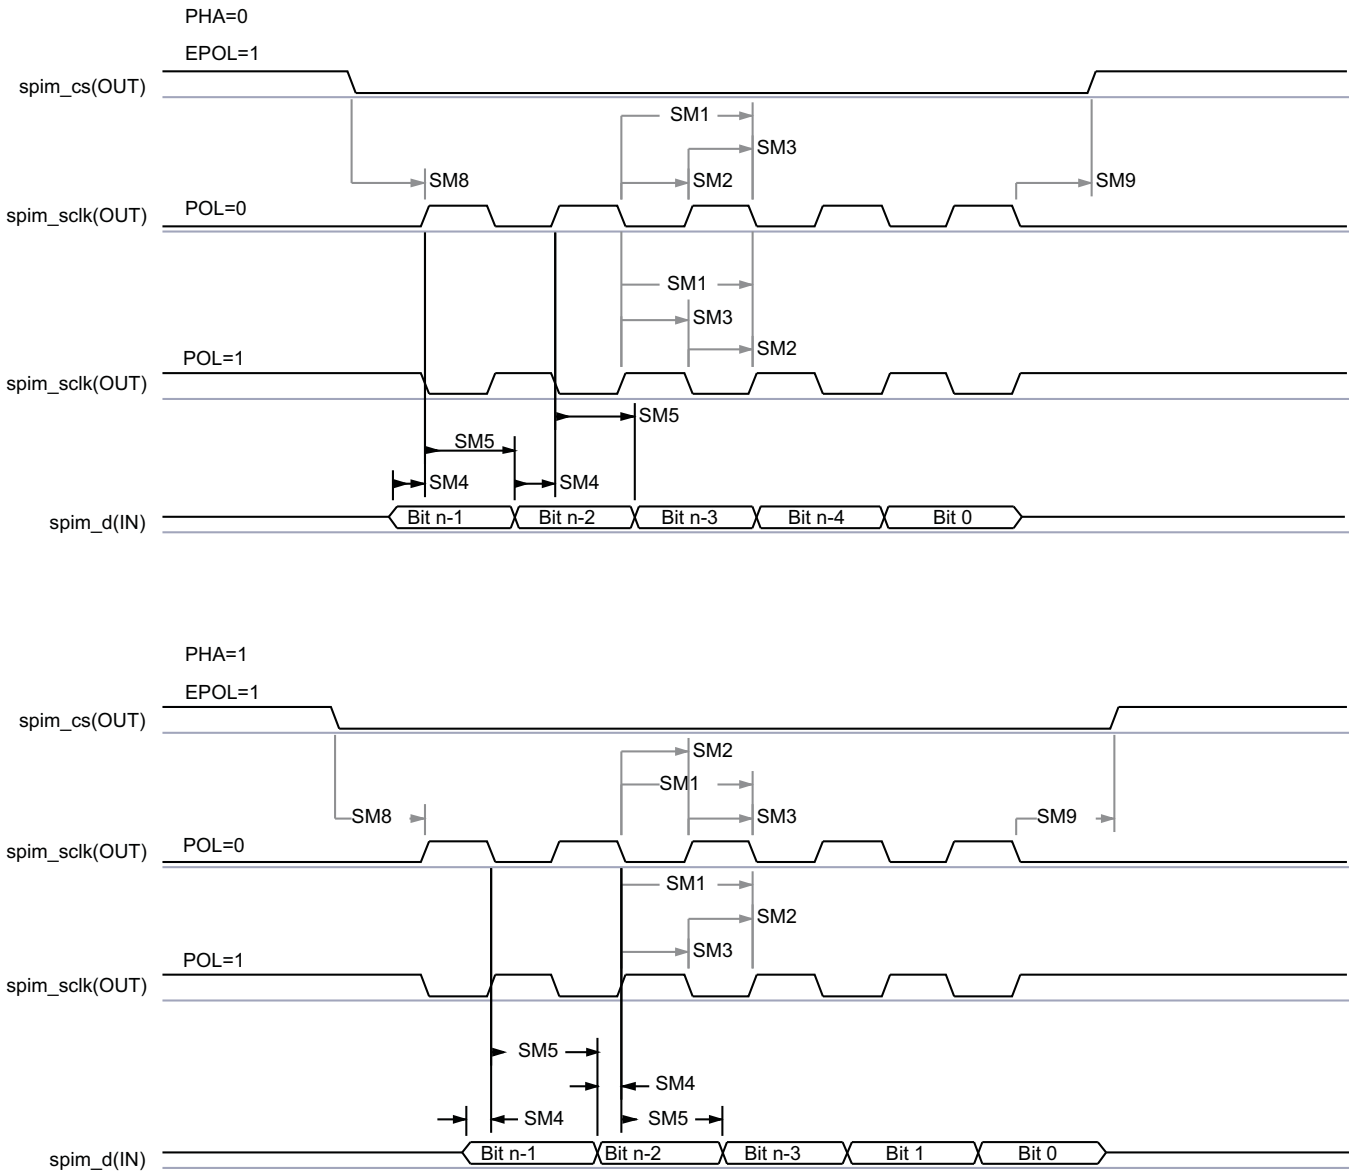 PHA=0
EPOL=1
spim_cs(OUT)
SM1
SM3
SM8 SM2 SM9
POL=0
spim_sclk(OUT)
SM1
SM3
SM2
POL=1
spim_sclk(OUT)
SM5
SM5
SM4 SM4
spim_d(IN) Bit n-1 Bit n-2 Bit n-3 Bit n-4 Bit 0
PHA=1
EPOL=1
spim_cs(OUT)
SM2
SM1
SM8 SM3 SM9
POL=0
spim_sclk(OUT)
SM1
SM2
SM3
POL=1
spim_sclk(OUT)
SM5
SM4
SM4 SM5
spim_d(IN) Bit n-1 Bit n-2 Bit n-3 Bit 1 Bit 0